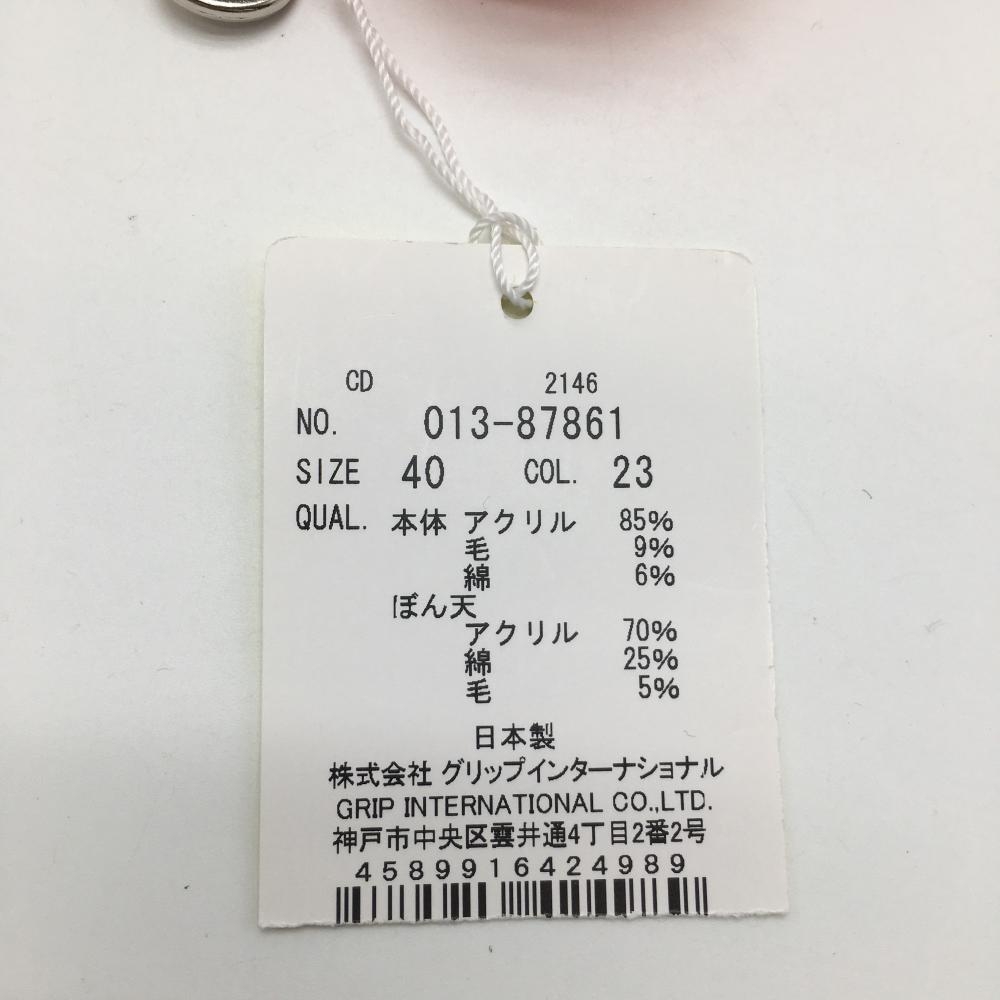 CD 2146
NO. 013-87861
SIZE 40 COL. 23
QUAL. 本体 アクリル 85%
毛 9%
綿 6%
ぼん天
アクリル 70%
綿 25%
毛 5%
日本製
株式会社 グリップインターナショナル
GRIP INTERNATIONAL CO.,LTD.
神戸市中央区雲井通4丁目2番2号
4589916424989